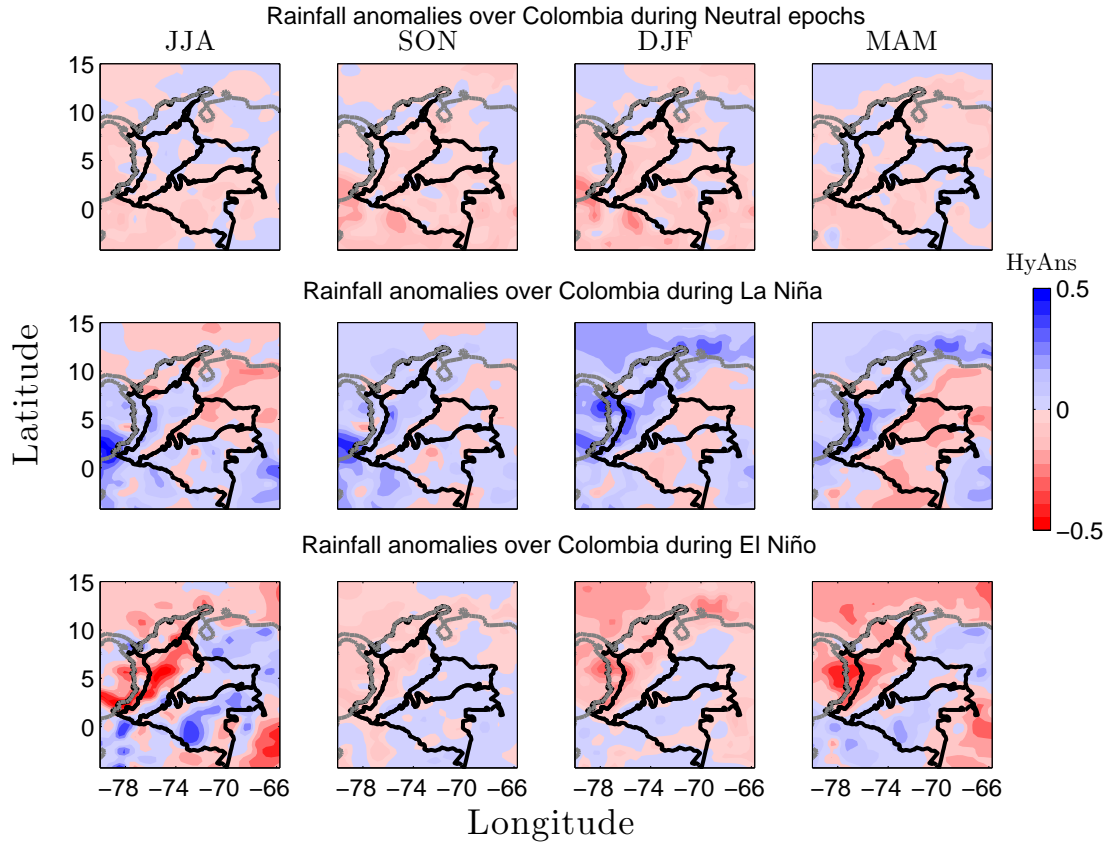 Rainfall anomalies over Colombia during Neutral epochs
JJA SON DJF MAM
15
10
5
0
HyAns
Rainfall anomalies over Colombia during La Niña
0.5
0
−0.5
15
10
5
0
Latitude
Rainfall anomalies over Colombia during El Niño
15
10
5
0
−78 −74 −70 −66 −78 −74 −70 −66 −78 −74 −70 −66 −78 −74 −70 −66
Longitude